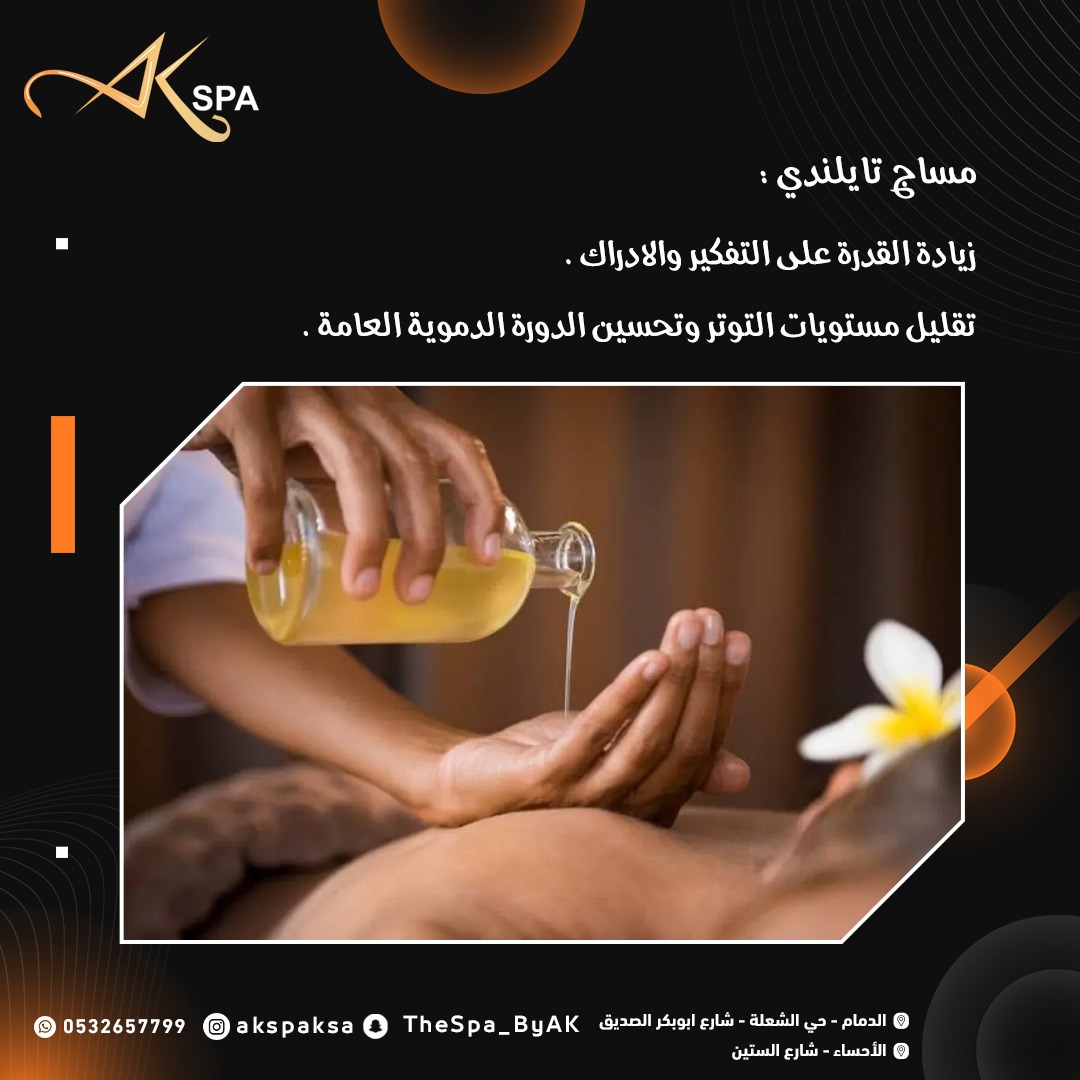 AK SPA
مساج تايلندي :
زيادة القدرة على التفكير والادراك .
تقليل مستويات التوتر وتحسين الدورة الدموية العامة .
0532657799 akspaksa TheSpa_ByAK
الدمام - حي الشعلة - شارع ابوبكر الصديق
الأحساء - شارع الستين